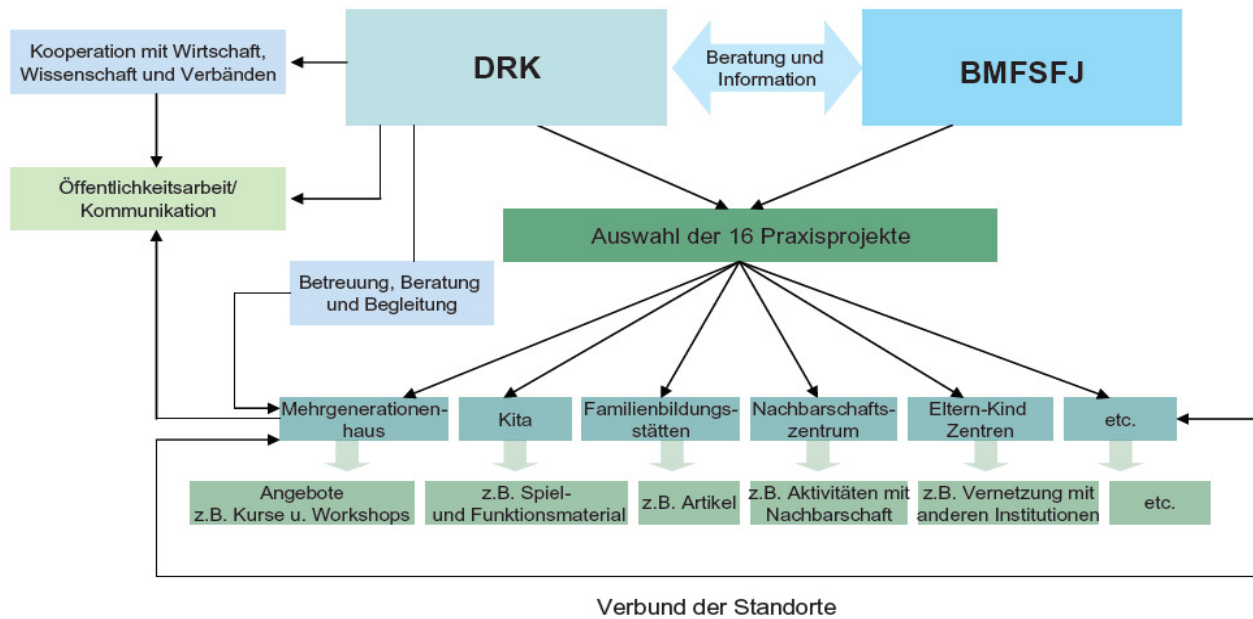 Kooperation mit Wirtschaft,
Wissenschaft und Verbänden
DRK
Beratung und
Information
BMFSFJ
Öffentlichkeitsarbeit/
Kommunikation
Auswahl der 16 Praxisprojekte
Betreuung, Beratung
und Begleitung
Mehrgenerationen-
haus
Kita
Familienbildungs-
stätten
Nachbarschafts-
zentrum
Eltern-Kind
Zentren
etc.
Angebote
z.B. Kurse u. Workshops
z.B. Spiel-
und Funktionsmaterial
z.B. Artikel
z.B. Aktivitäten mit
Nachbarschaft
z.B. Vernetzung mit
anderen Institutionen
etc.
Verbund der Standorte